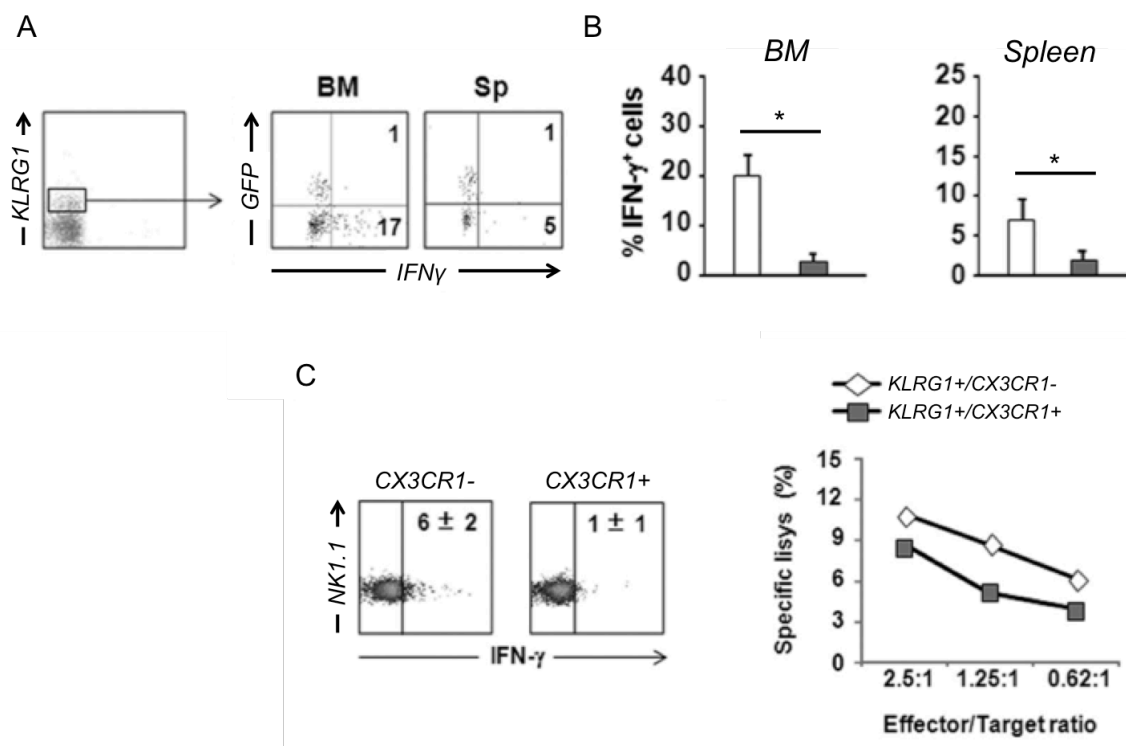 A
B
BM
Spleen
BM
Sp
KLRG1
GFP
1
17
1
5
IFNγ
% IFN-γ+ cells
40
30
20
10
0
*
25
20
15
10
5
0
*
C
KLRG1+/CX3CR1-
KLRG1+/CX3CR1+
CX3CR1-
CX3CR1+
NK1.1
6 ± 2
1 ± 1
IFN-γ
Specific lisys (%)
15
12
9
6
3
0
2.5:1
1.25:1
0.62:1
Effector/Target ratio